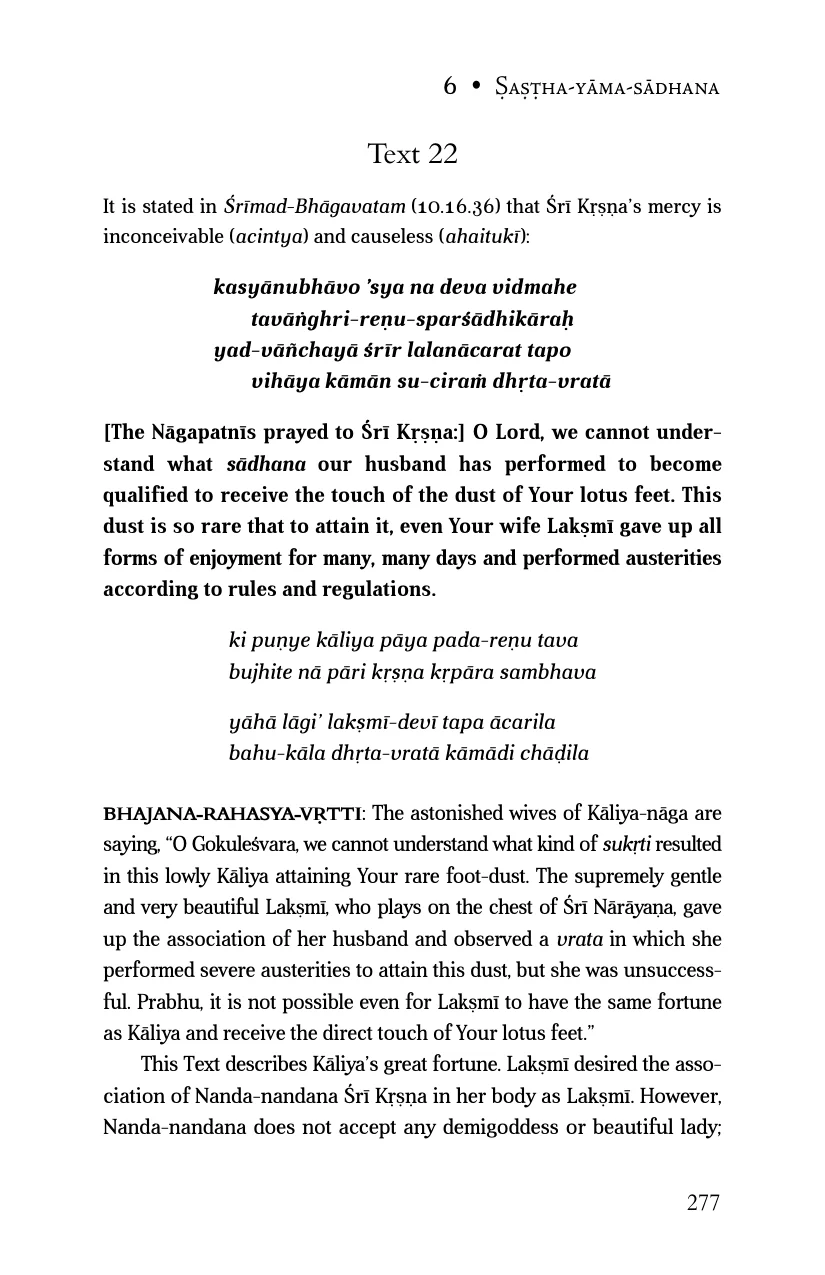 6 • Ṣaṣṭha-yāma-sādhana
Text 22
It is stated in Śrīmad-Bhāgavatam (10.16.36) that Śrī Kṛṣṇa’s mercy is
inconceivable (acintya) and causeless (ahaitukī):
kasyānubhāvo ’sya na deva vidmahe
tavāṅghri-reṇu-sparśādhikāraḥ
yad-vāñchayā śrīr lalanācarat tapo
vihāya kāmān su-ciraṁ dhṛta-vratā
[The Nāgapatnīs prayed to Śrī Kṛṣṇa:] O Lord, we cannot under-
stand what sādhana our husband has performed to become
qualified to receive the touch of the dust of Your lotus feet. This
dust is so rare that to attain it, even Your wife Lakṣmī gave up all
forms of enjoyment for many, many days and performed austerities
according to rules and regulations.
ki puṇye kāliya pāya pada-reṇu tava
bujhite nā pāri kṛṣṇa kṛpāra sambhava
yāhā lāgi’ lakṣmī-devī tapa ācarila
bahu-kāla dhṛta-vratā kāmādi chāḍila
BHAJANA-RAHASYA-VṚTTI: The astonished wives of Kāliya-nāga are
saying, “O Gokuleśvara, we cannot understand what kind of sukṛti resulted
in this lowly Kāliya attaining Your rare foot-dust. The supremely gentle
and very beautiful Lakṣmī, who plays on the chest of Śrī Nārāyaṇa, gave
up the association of her husband and observed a vrata in which she
performed severe austerities to attain this dust, but she was unsuccess-
ful. Prabhu, it is not possible even for Lakṣmī to have the same fortune
as Kāliya and receive the direct touch of Your lotus feet.”
This Text describes Kāliya’s great fortune. Lakṣmī desired the asso-
ciation of Nanda-nandana Śrī Kṛṣṇa in her body as Lakṣmī. However,
Nanda-nandana does not accept any demigoddess or beautiful lady;
277